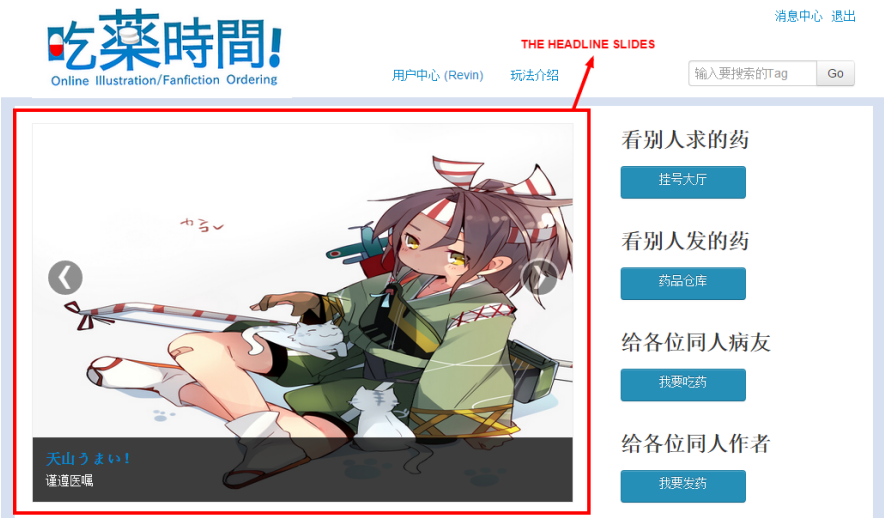 消息中心 退出
吃薬時間!
Online Illustration/Fanfiction Ordering
THE HEADLINE SLIDES
用户中心 (Revin) 玩法介绍
输入要搜索的Tag Go
看别人求的药
挂号大厅
看别人发的药
药品仓库
给各位同人病友
我要吃药
给各位同人作者
我要发药
天山うまい!
谨遵医嘱